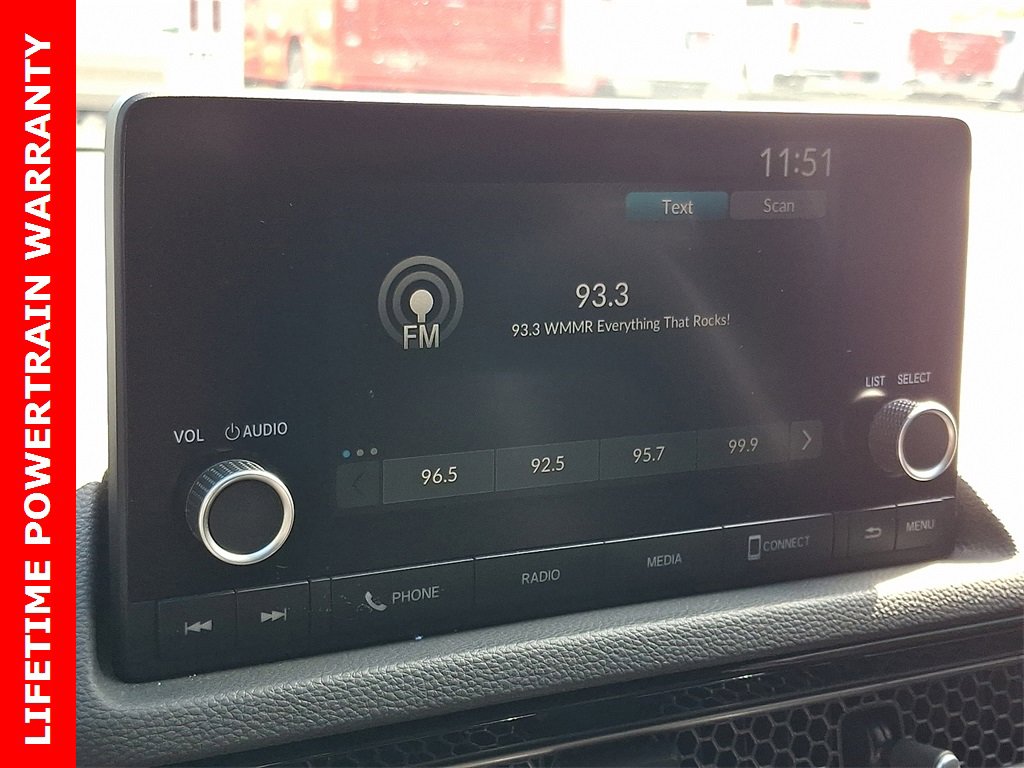 LIFETIME POWERTRAIN WARRANTY
11:51
Text Scan
FM
93.3
93.3 WMMR Everything That Rocks!
LIST SELECT
VOL AUDIO
96.5 92.5 95.7 99.9
PHONE RADIO MEDIA CONNECT MENU